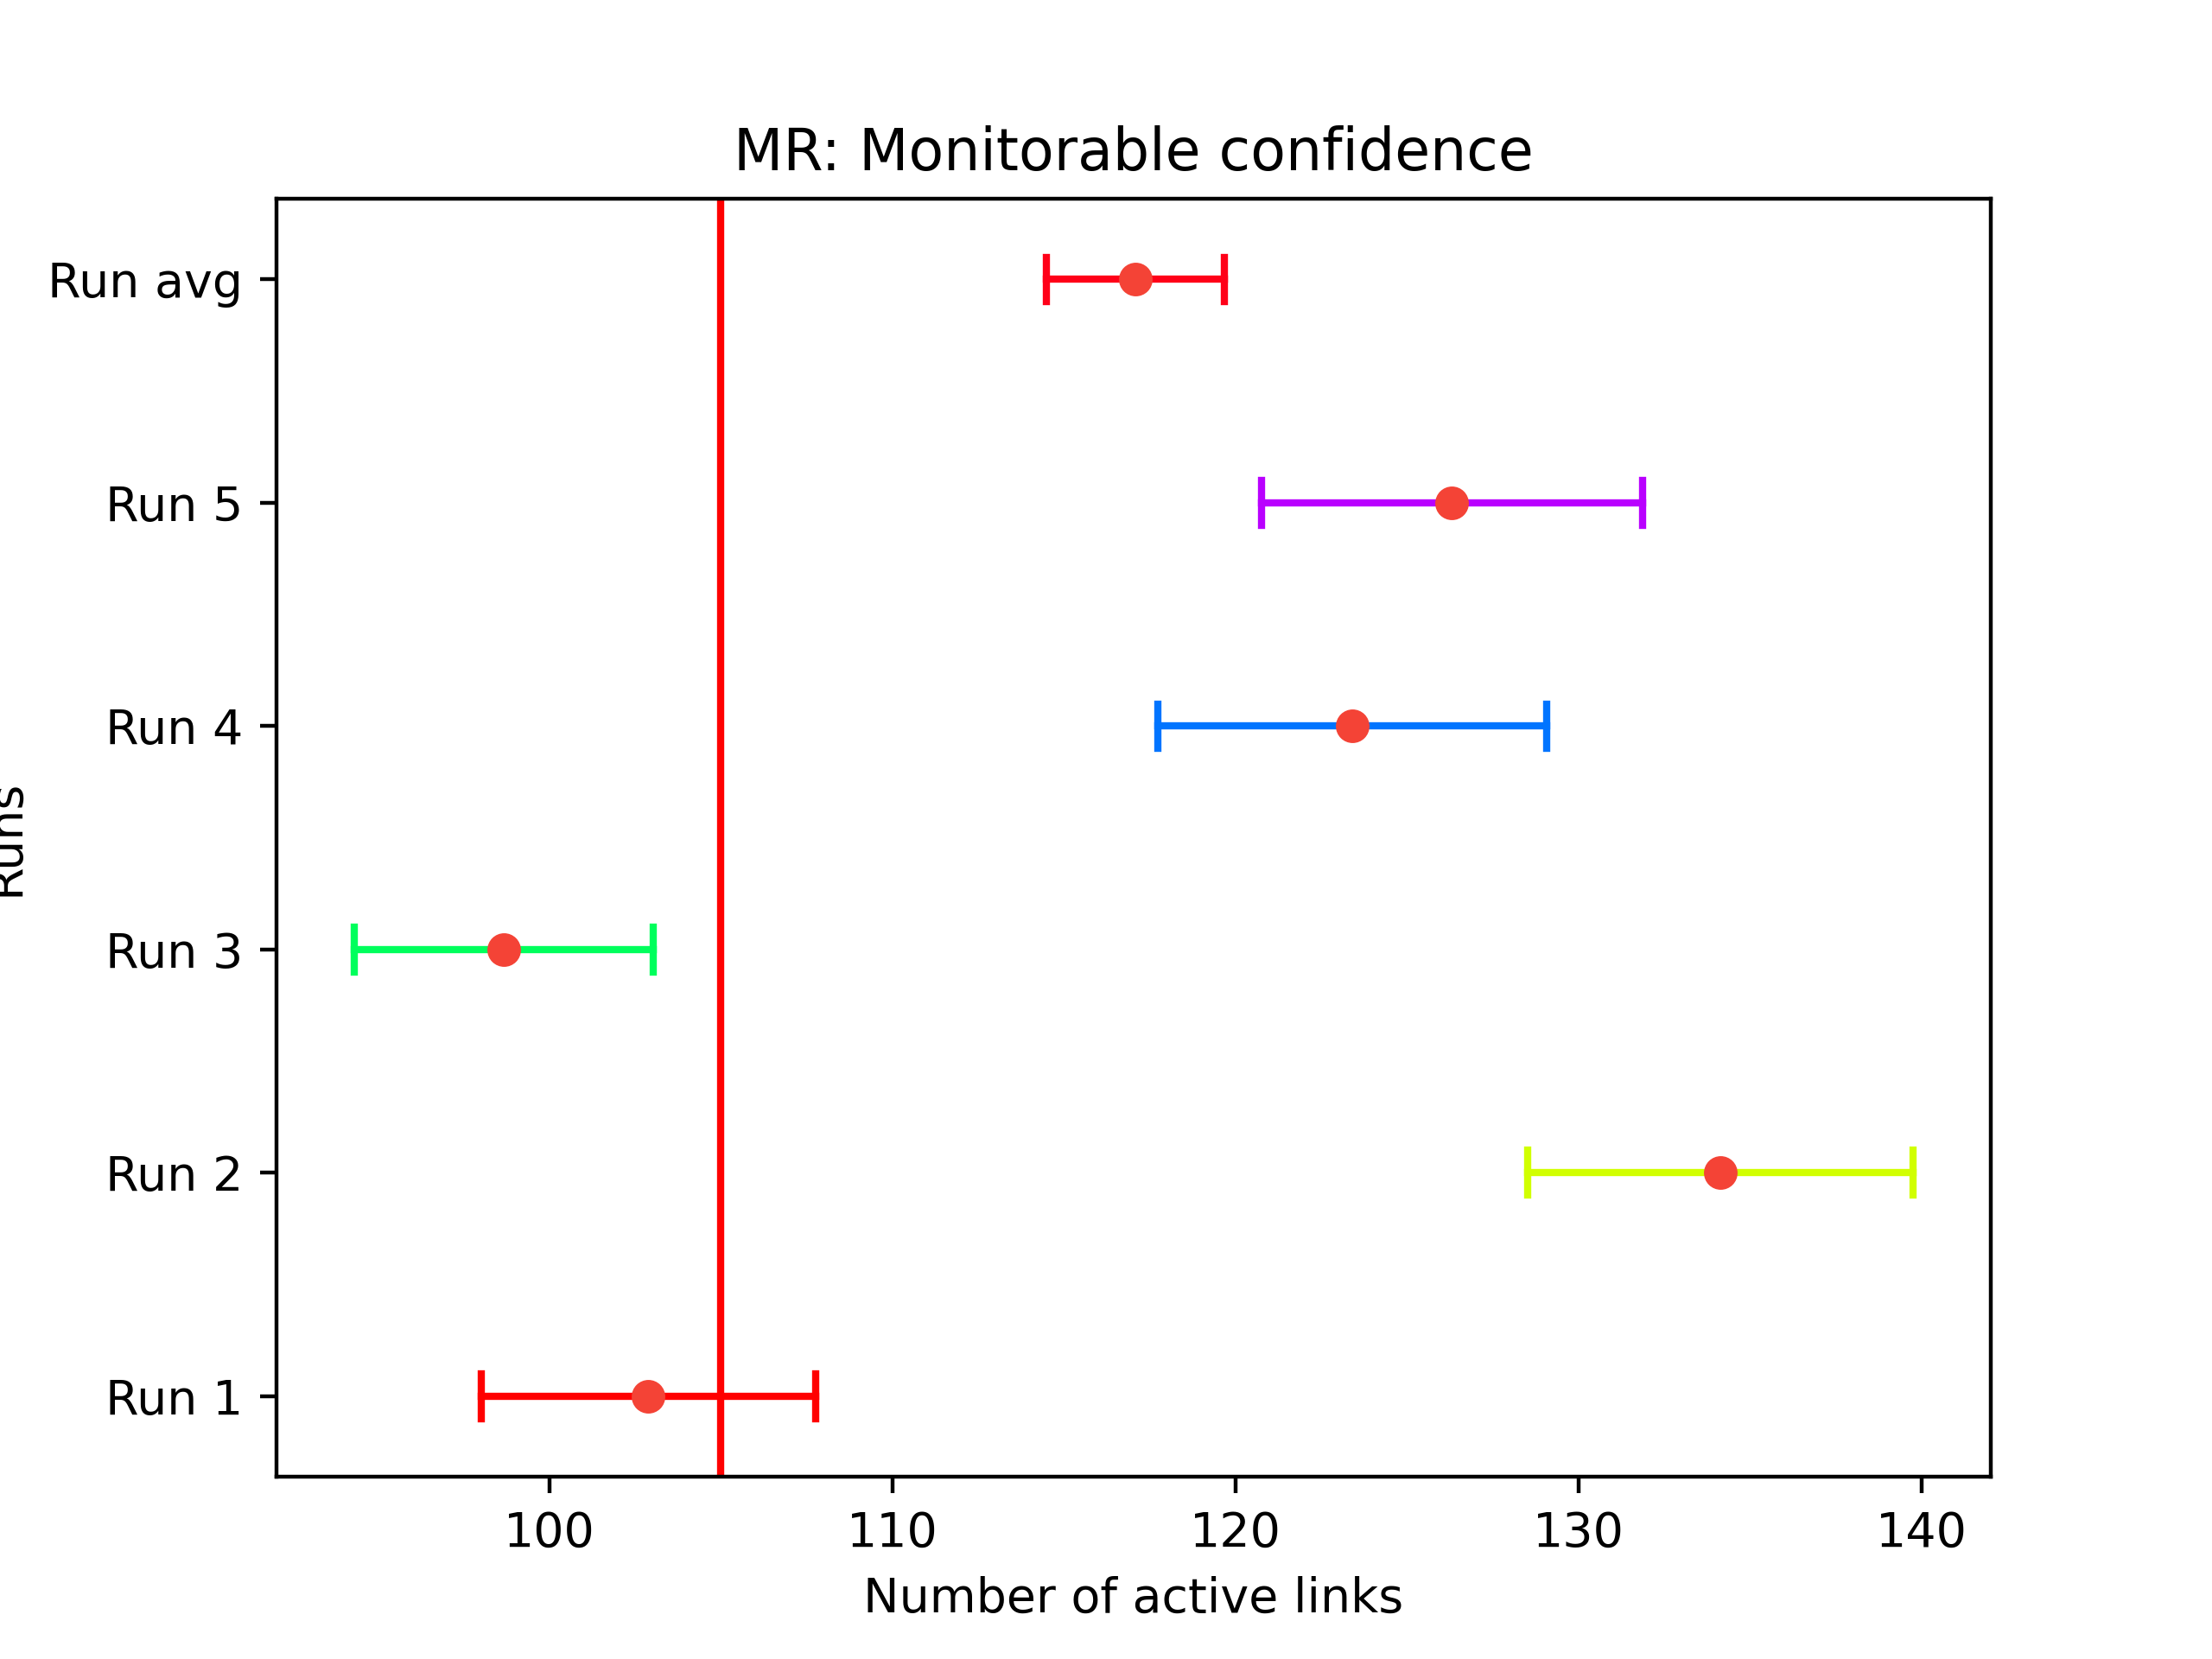 MR: Monitorable confidence
Run avg
Run 5
Run 4
Run 3
Run 2
Run 1
Runs
100 110 120 130 140
Number of active links